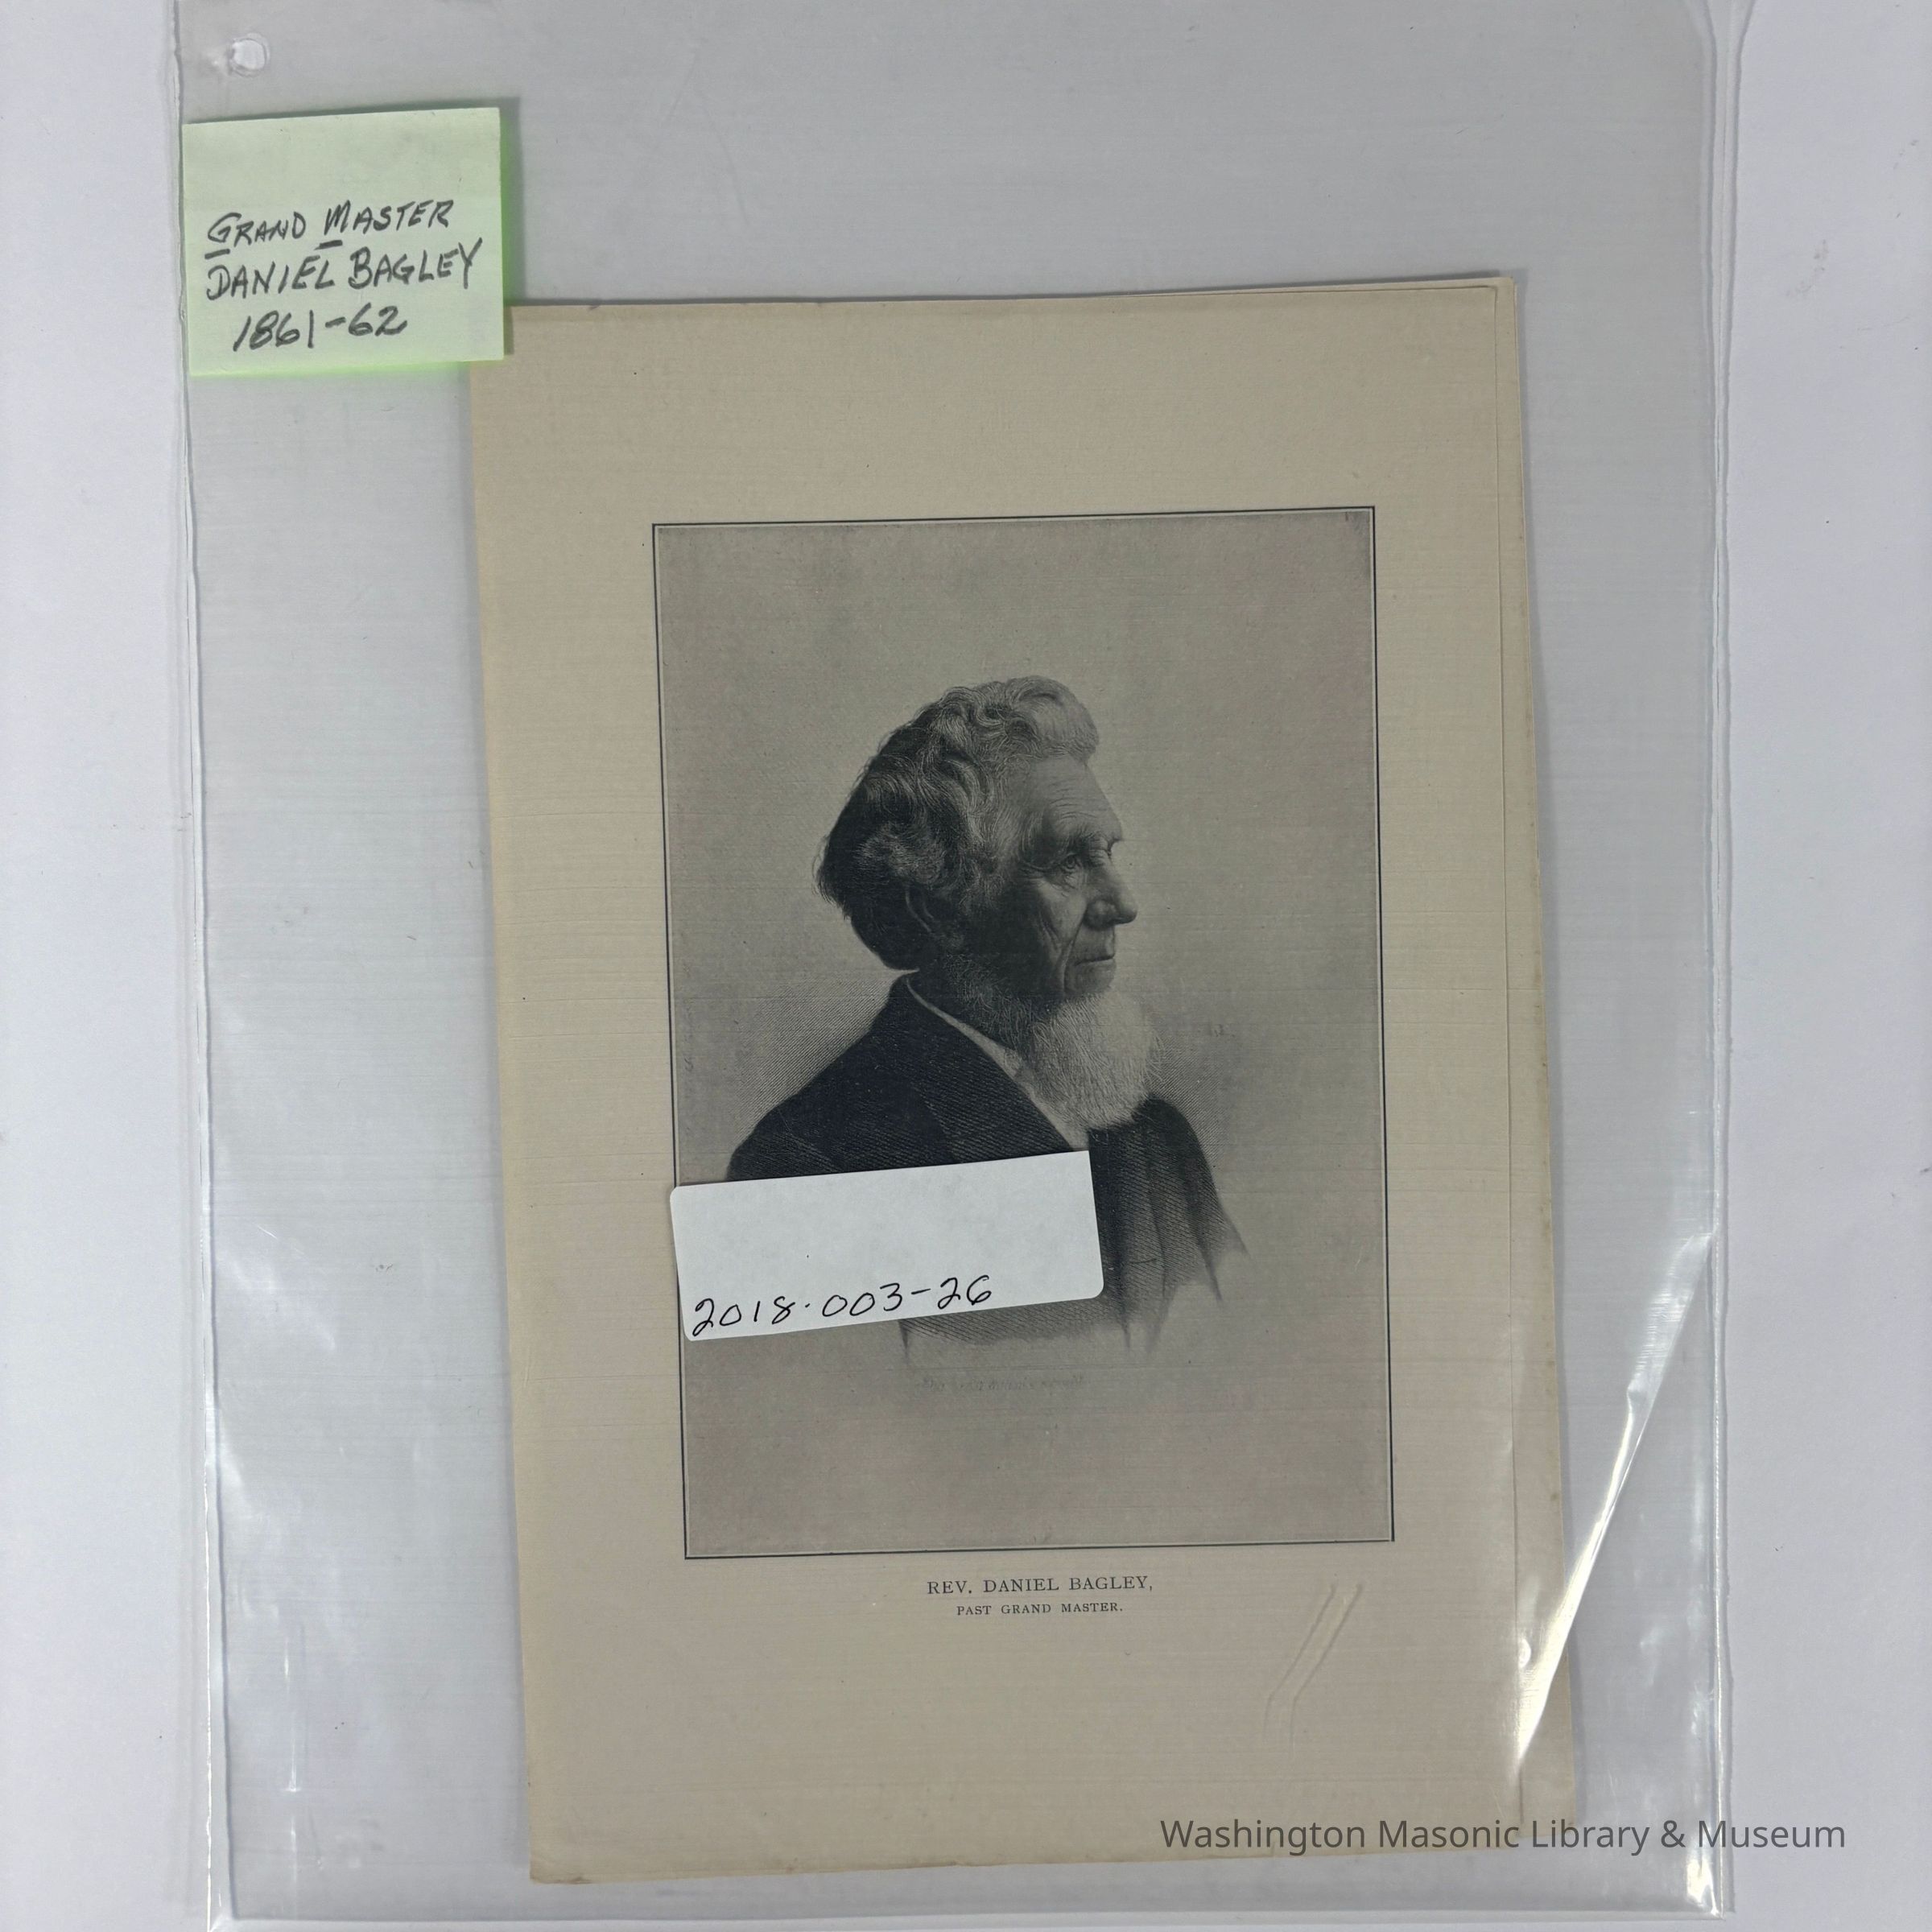 GRAND MASTER
DANIEL BAGLEY
1861-62
2018.003-26
REV. DANIEL BAGLEY,
PAST GRAND MASTER.
Washington Masonic Library & Museum